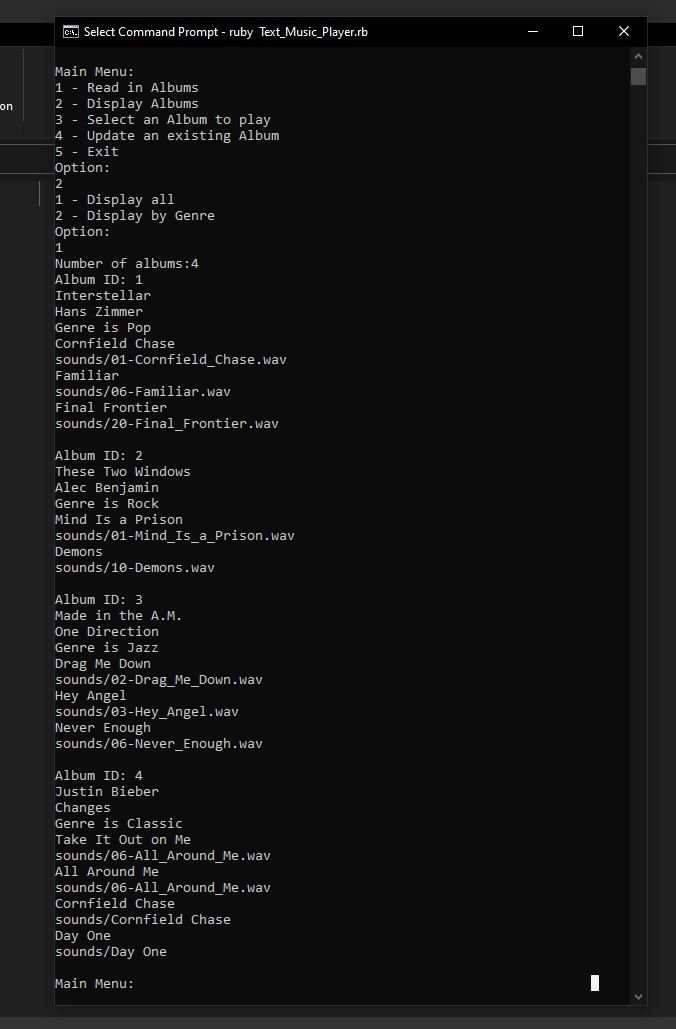 Select Command Prompt - ruby  Text_Music_Player.rb
on
Main Menu:
1 - Read in Albums
2 - Display Albums
3 - Select an Album to play
4 - Update an existing Album
5 - Exit
Option:
2
1 - Display all
2 - Display by Genre
Option:
1
Number of albums:4
Album ID: 1
Interstellar
Hans Zimmer
Genre is Pop
Cornfield Chase
sounds/01-Cornfield_Chase.wav
Familiar
sounds/06-Familiar.wav
Final Frontier
sounds/20-Final_Frontier.wav
Album ID: 2
These Two Windows
Alec Benjamin
Genre is Rock
Mind Is a Prison
sounds/01-Mind_Is_a_Prison.wav
Demons
sounds/10-Demons.wav
Album ID: 3
Made in the A.M.
One Direction
Genre is Jazz
Drag Me Down
sounds/02-Drag_Me_Down.wav
Hey Angel
sounds/03-Hey_Angel.wav
Never Enough
sounds/06-Never_Enough.wav
Album ID: 4
Justin Bieber
Changes
Genre is Classic
Take It Out on Me
sounds/06-All_Around_Me.wav
All Around Me
sounds/06-All_Around_Me.wav
Cornfield Chase
sounds/Cornfield Chase
Day One
sounds/Day One
Main Menu: